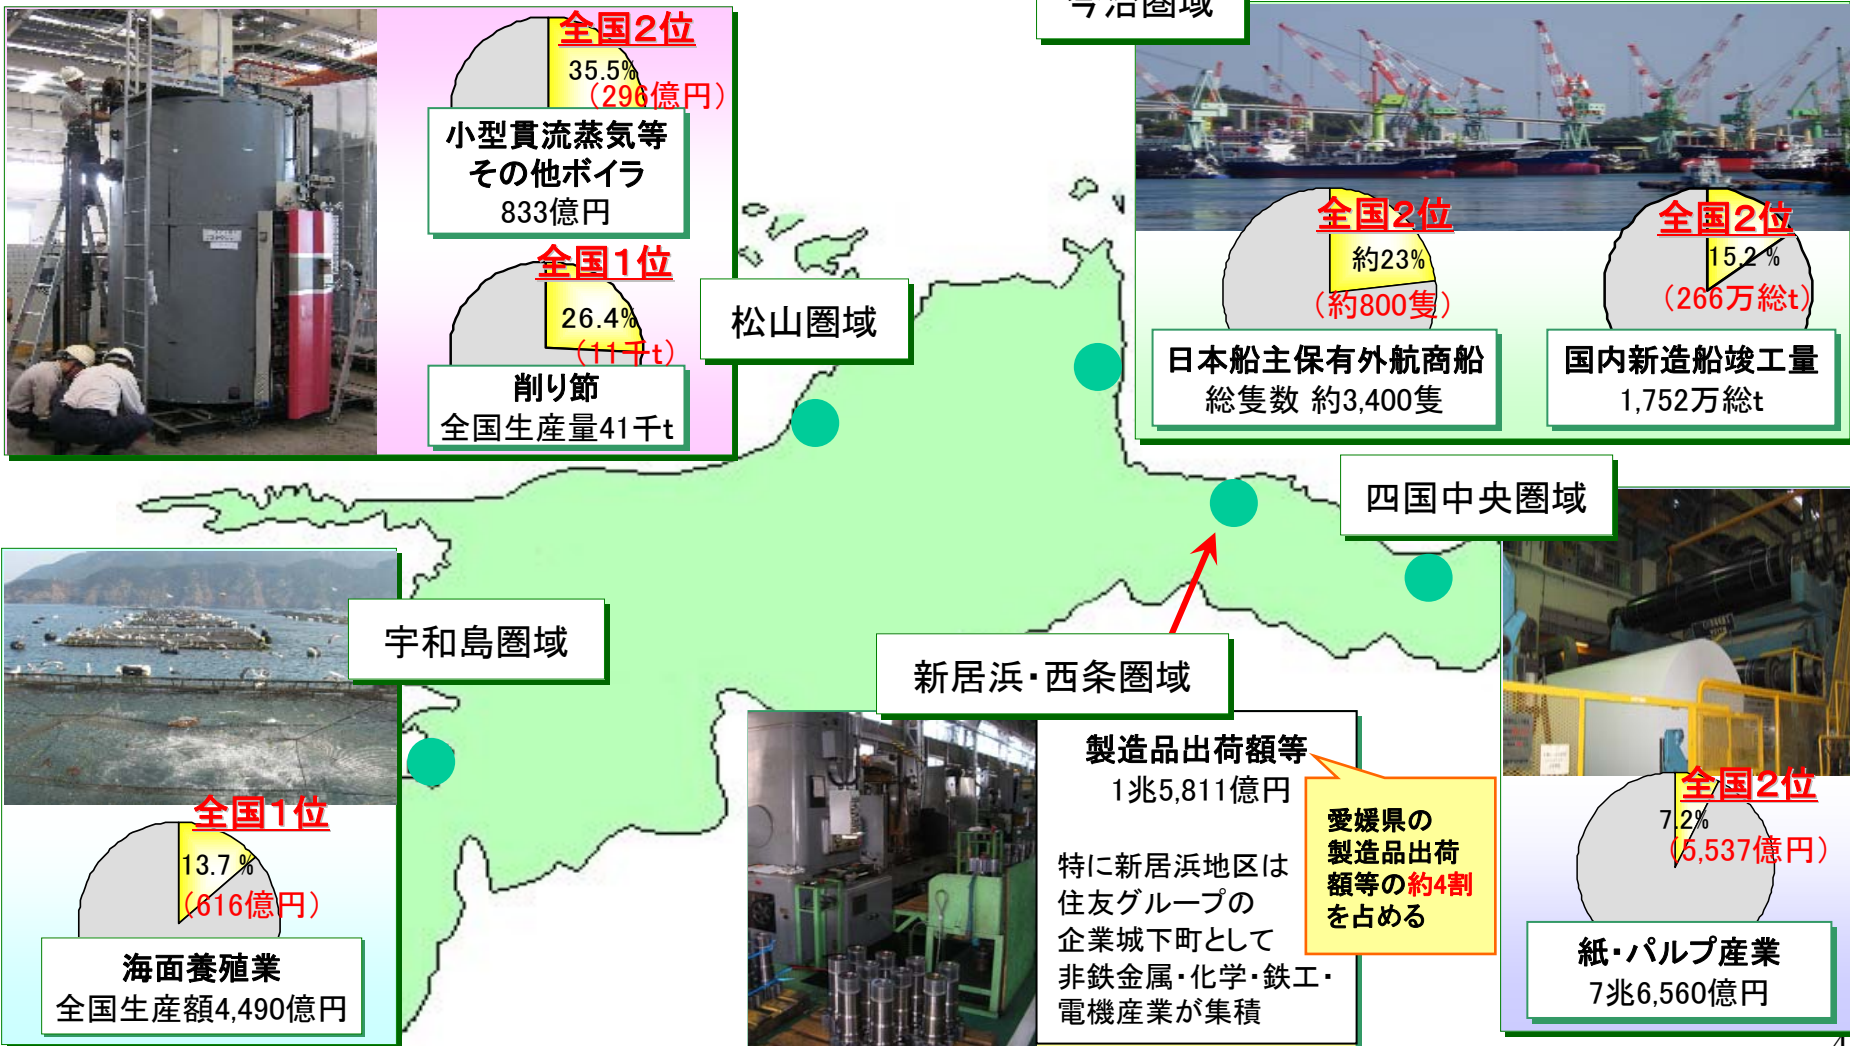 全国2位
35.5%
(296億円)
小型貫流蒸気等
その他ボイラ
833億円
全国1位
26.4%
(11千t)
削り節
全国生産量41千t
松山圏域
今治圏域
全国2位
約23%
(約800隻)
日本船主保有外航商船
総隻数 約3,400隻
全国2位
15.2 %
(266万総t)
国内新造船竣工量
1,752万総t
四国中央圏域
全国2位
7.2%
(5,537億円)
紙・パルプ産業
7兆6,560億円
宇和島圏域
全国1位
13.7 %
(616億円)
海面養殖業
全国生産額4,490億円
新居浜・西条圏域
製造品出荷額等
1兆5,811億円
特に新居浜地区は
住友グループの
企業城下町として
非鉄金属・化学・鉄工・
電機産業が集積
愛媛県の
製造品出荷
額等の約4割
を占める